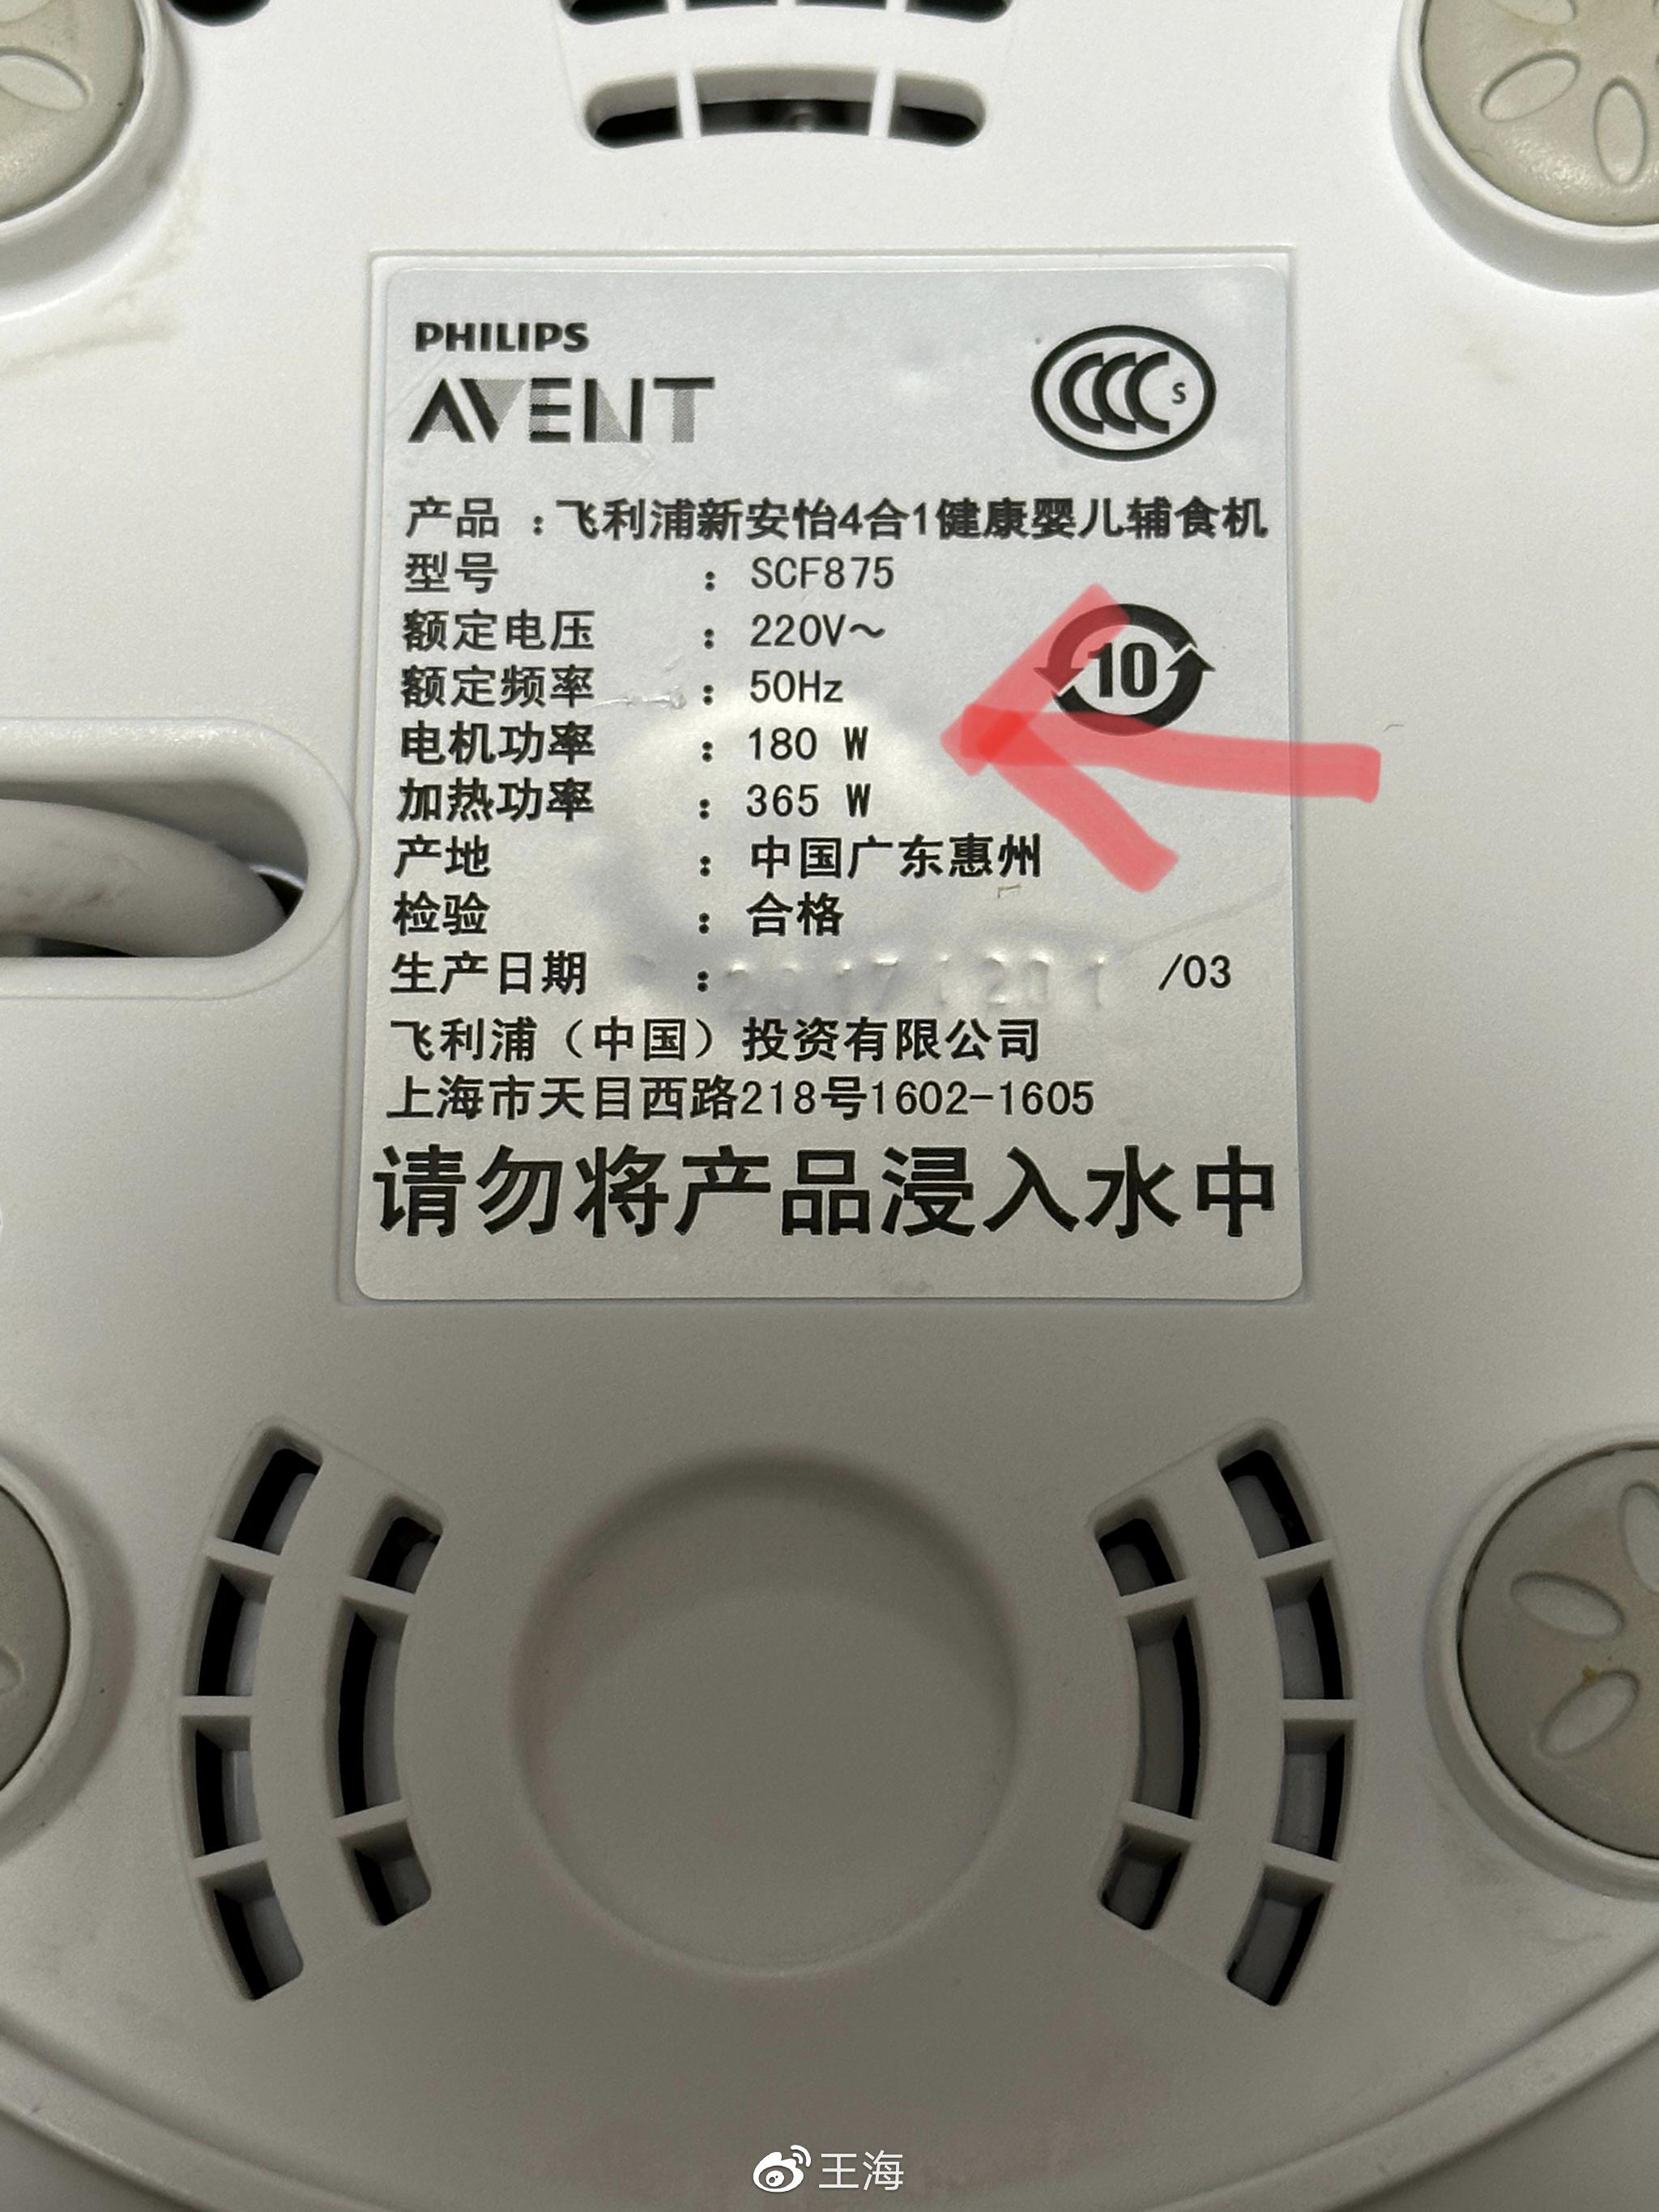 PHILIPS
AVENT
CCC S
产品 ：飞利浦新安怡4合1健康婴儿辅食机
型号 ： SCF875
额定电压 ： 220V～
10
额定频率 ： 50Hz
电机功率 ： 180 W
加热功率 ： 365 W
产地 ： 中国广东惠州
检验 ： 合格
生产日期 ： /03
飞利浦（中国）投资有限公司
上海市天目西路218号1602-1605
请勿将产品浸入水中
王海